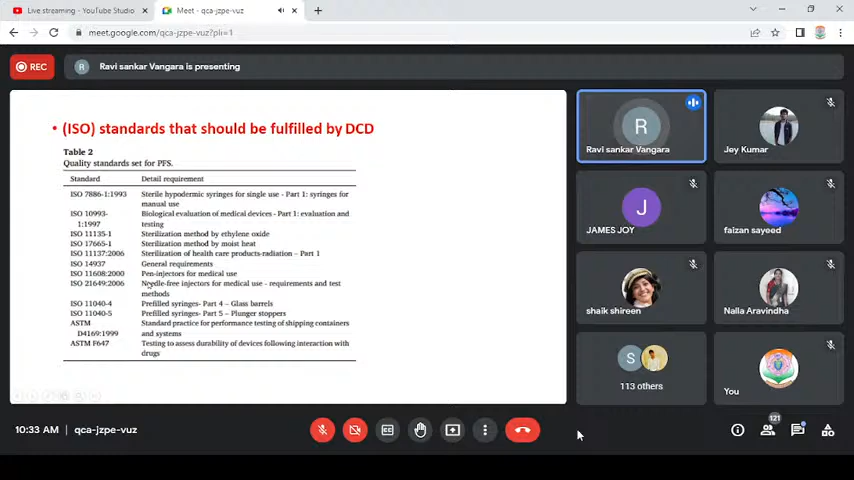 Live streaming - YouTube Studio
Meet - qca-jzpe-vuz
meet.google.com/qca-jzpe-vuz?pli=1
REC
R
Ravi sankar Vangara is presenting
• (ISO) standards that should be fulfilled by DCD
Table 2
Quality standards set for PFS.
Standard Detail requirement
ISO 7886-1:1993 Sterile hypodermic syringes for single use - Part 1: syringes for
manual use
ISO 10993- Biological evaluation of medical devices - Part 1: evaluation and
1:1997 testing
ISO 11135-1 Sterilization method by ethylene oxide
ISO 17665-1 Sterilization method by moist heat
ISO 11137:2006 Sterilization of health care products-radiation – Part 1
ISO 14937 General requirements
ISO 11608:2000 Pen-injectors for medical use
ISO 21649:2006 Needle-free injectors for medical use - requirements and test
methods
ISO 11040-4 Prefilled syringes- Part 4 – Glass barrels
ISO 11040-5 Prefilled syringes- Part 5 – Plunger stoppers
ASTM Standard practice for performance testing of shipping containers
D4169:1999 and systems
ASTM F647 Testing to assess durability of devices following interaction with
drugs
R
Ravi sankar Vangara
Jey Kumar
J
JAMES JOY
faizan sayeed
shaik shireen
Nalla Aravindha
S
113 others
You
10:33 AM | qca-jzpe-vuz
121